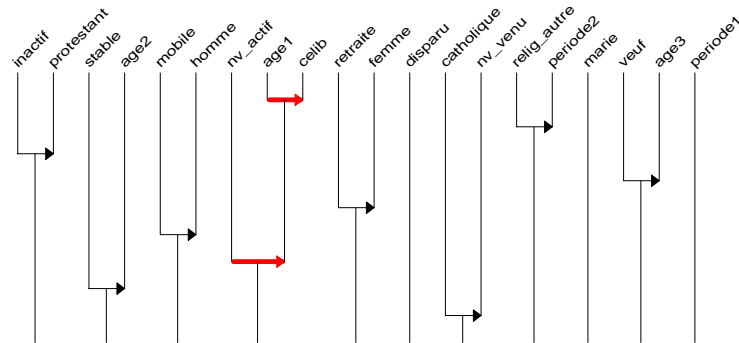 inactif
protestant
stable
age2
mobile
homme
nv_actif
age1
celib
retraite
femme
disparu
catholique
nv_venu
relig_autre
periode2
marie
veuf
age3
periode1